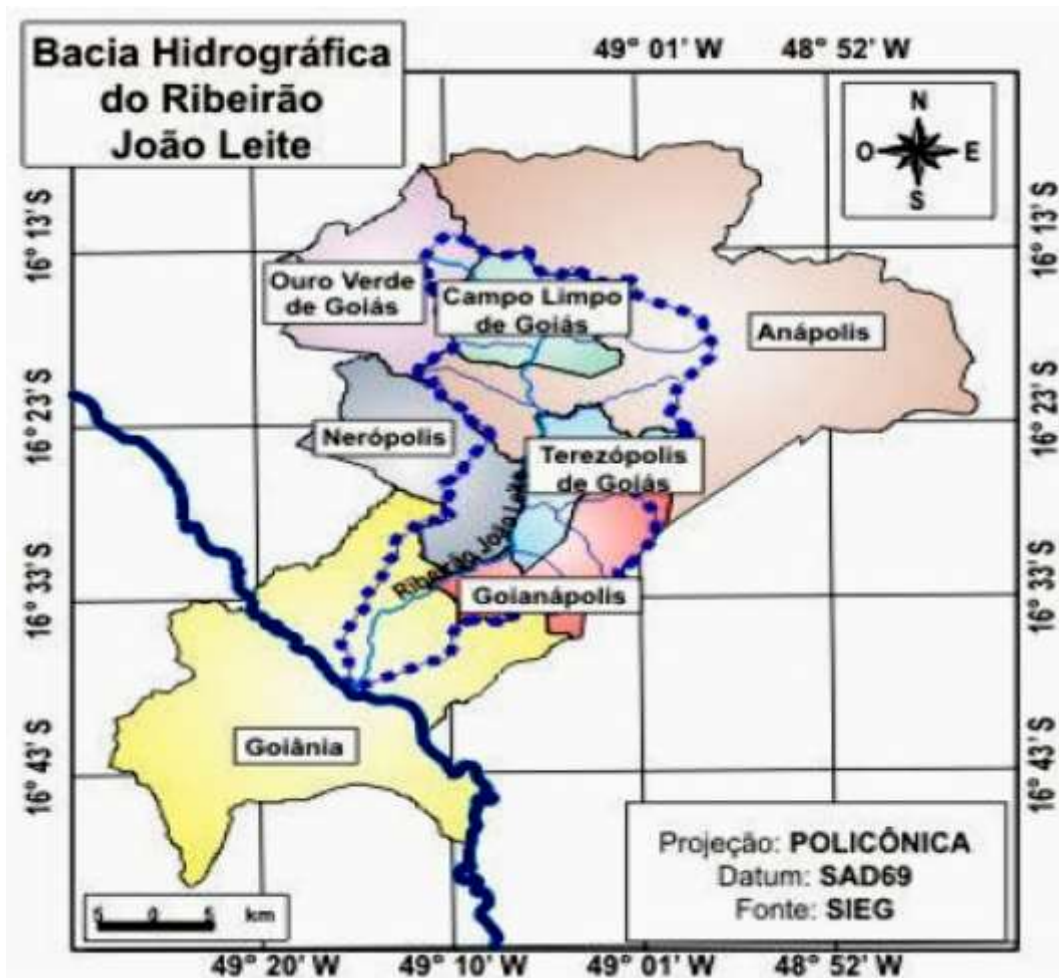 Bacia Hidrográfica
do Ribeirão
João Leite
49° 01' W
48° 52' W
N
O
E
S
16° 13' S
16° 13' S
Ouro Verde
de Goiás
Campo Limpo
de Goiás
Anápolis
16° 23' S
16° 23' S
Nerópolis
Terezópolis
de Goiás
Ribeirão João Leite
16° 33' S
16° 33' S
Goianápolis
Goiânia
16° 43' S
16° 43' S
Projeção: POLICÔNICA
Datum: SAD69
Fonte: SIEG
5 0 5 km
49° 20' W
49° 10' W
49° 01' W
48° 52' W